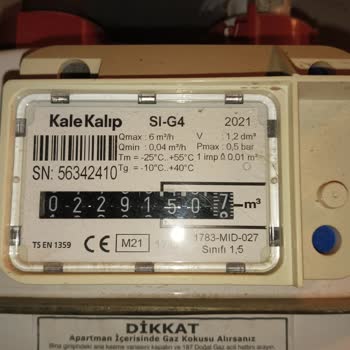 KaleKalıp SI-G4 2021
Qmax : 6 m³/h V : 1,2 dm³
Qmin : 0,04 m³/h Pmax : 0,5 bar
Tm = -25°C..+55°C 1 imp ≙ 0,01 m³
Tg = -10°C..+40°C
SN: 56342410
0 2 2 9 1 5 0 7 m³
1783-MID-027
TS EN 1359 CE M21 Sınıfı 1,5
DİKKAT
Apartman İçerisinde Gaz Kokusu Alırsanız